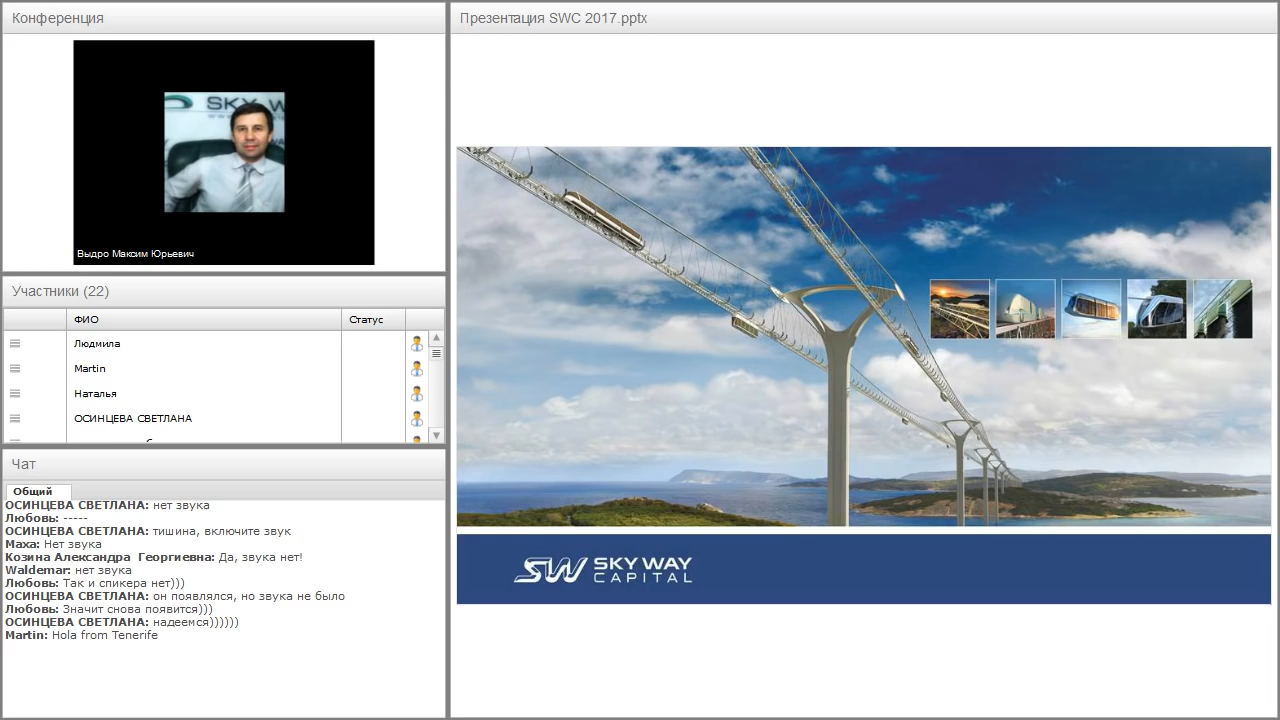 Конференция
SKY W
Выдро Максим Юрьевич
Участники (22)
ФИО Статус
Людмила
Martin
Наталья
ОСИНЦЕВА СВЕТЛАНА
Чат
Общий
ОСИНЦЕВА СВЕТЛАНА: нет звука
Любовь: -----
ОСИНЦЕВА СВЕТЛАНА: тишина, включите звук
Маха: Нет звука
Козина Александра Георгиевна: Да, звука нет!
Waldemar: нет звука
Любовь: Так и спикера нет)))
ОСИНЦЕВА СВЕТЛАНА: он появлялся, но звука не было
Любовь: Значит снова появится)))
ОСИНЦЕВА СВЕТЛАНА: надеемся))))))
Martin: Hola from Tenerife
Презентация SWC 2017.pptx
SW SKY WAY
CAPITAL